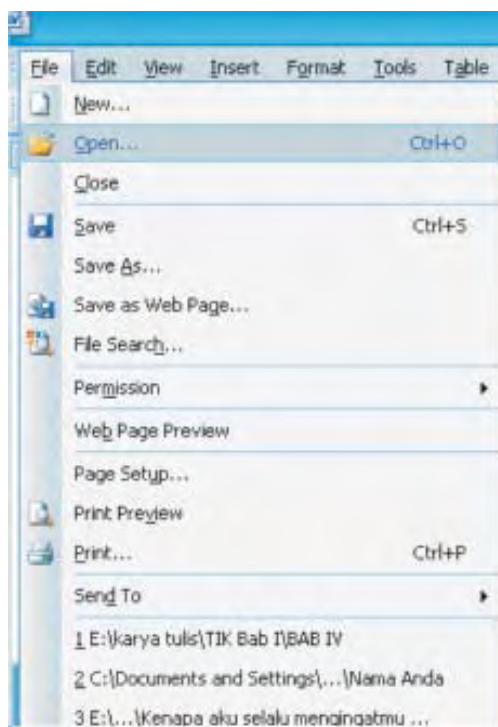 File Edit View Insert Format Tools Table
New...
Open... Ctrl+O
Close
Save Ctrl+S
Save As...
Save as Web Page...
File Search...
Permission
Web Page Preview
Page Setup...
Print Preview
Print... Ctrl+P
Send To
1 E:\karya tulis\TIK Bab I\BAB IV
2 C:\Documents and Settings\...\Nama Anda
3 E:\...\Kenapa aku selalu mengingatmu ...